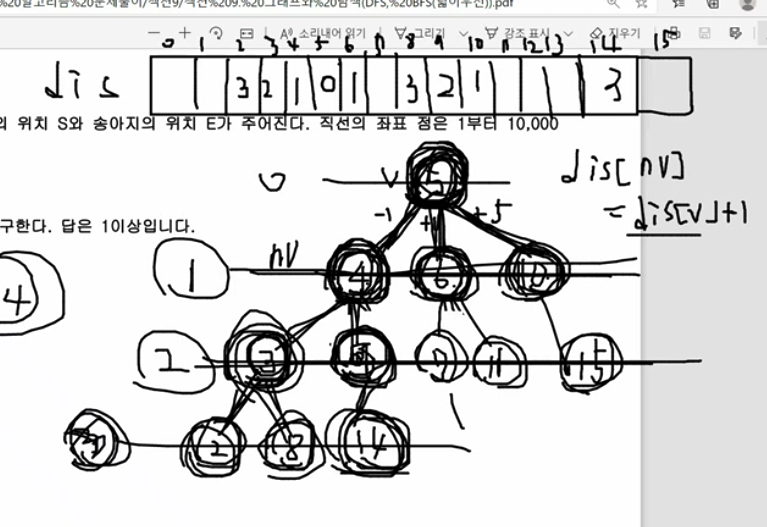 %20알고리즘%20문제풀이/섹션9/섹션%209.%20그래프와%20탐색(DFS,%20BFS(넓이우선)).pdf
소리내어 읽기 그리기 강조 표시 지우기
0 1 2 3 4 5 6 7 8 9 10 11 12 13 14 15
dis 3 2 1 0 1 3 2 1 3
의 위치 S와 송아지의 위치 E가 주어진다. 직선의 좌표 점은 1부터 10,000
0 v 5 dis[nv]
-1 +1 +5 = dis[v]+1
구한다. 답은 1이상입니다.
1 nv 4 6 10
4
2 3 7 11 15
2 8 14